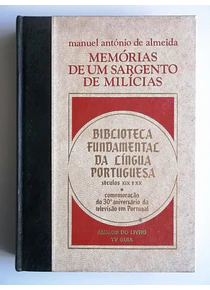 manuel antónio de almeida
MEMÓRIAS
DE UM SARGENTO
DE MILÍCIAS
BIBLIOTECA
FUNDAMENTAL
DA LÍNGUA
PORTUGUESA
séculos XIX e XX
comemoração
do 30º aniversário da
televisão em Portugal
AMIGOS DO LIVRO
TV GUIA